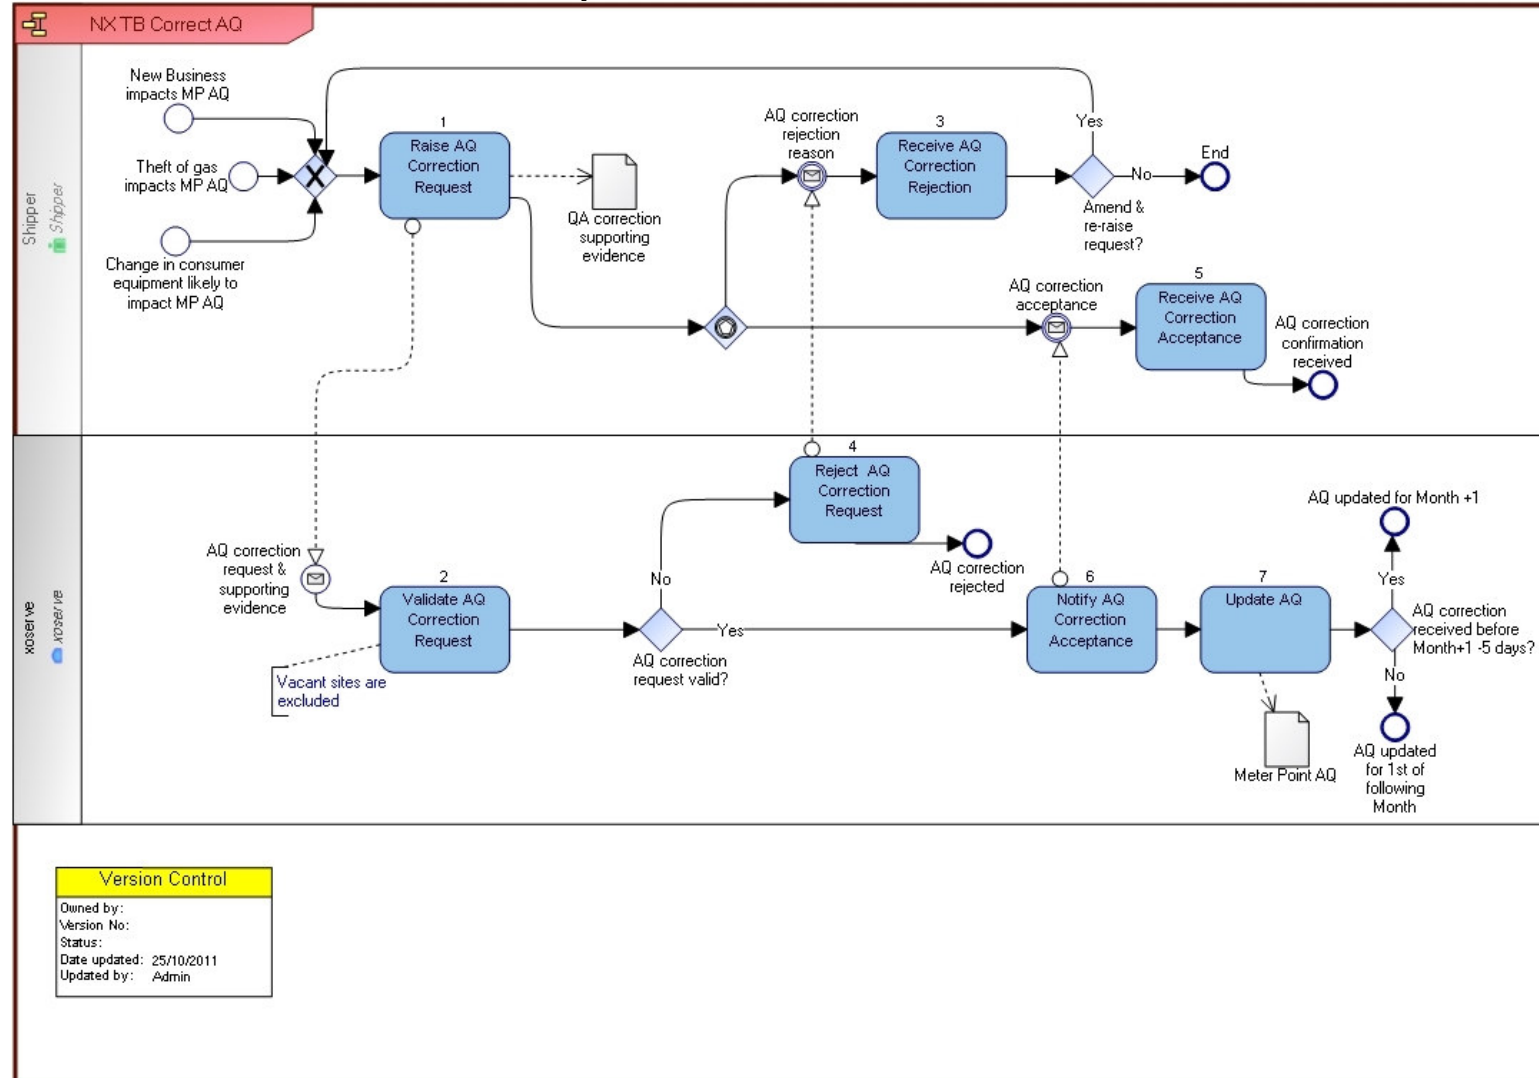 NX TB Correct AQ
Shipper
Shipper
New Business
impacts MP AQ
Theft of gas
impacts MP AQ
Change in consumer
equipment likely to
impact MP AQ
1
Raise AQ
Correction
Request
QA correction
supporting
evidence
AQ correction
rejection
reason
3
Receive AQ
Correction
Rejection
Yes
No
End
Amend &
re-raise
request?
AQ correction
acceptance
5
Receive AQ
Correction
Acceptance
AQ correction
confirmation
received
xoserve
xoserve
AQ correction
request &
supporting
evidence
2
Validate AQ
Correction
Request
Vacant sites are
excluded
No
Yes
AQ correction
request valid?
4
Reject AQ
Correction
Request
AQ correction
rejected
6
Notify AQ
Correction
Acceptance
7
Update AQ
Meter Point AQ
AQ updated for Month +1
Yes
AQ correction
received before
Month+1 -5 days?
No
AQ updated
for 1st of
following
Month
Version Control
Owned by:
Version No:
Status:
Date updated: 25/10/2011
Updated by: Admin